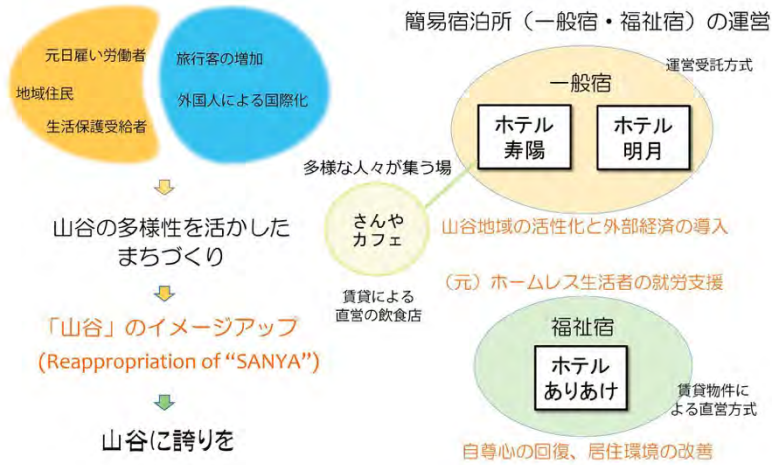 元日雇い労働者
地域住民
生活保護受給者
旅行客の増加
外国人による国際化
山谷の多様性を活かした
まちづくり
「山谷」のイメージアップ
(Reappropriation of “SANYA”)
山谷に誇りを
簡易宿泊所（一般宿・福祉宿）の運営
運営受託方式
一般宿
ホテル
寿陽
ホテル
明月
多様な人々が集う場
さんや
カフェ
賃貸による
直営の飲食店
山谷地域の活性化と外部経済の導入
（元）ホームレス生活者の就労支援
福祉宿
ホテル
ありあけ
賃貸物件に
よる直営方式
自尊心の回復、居住環境の改善